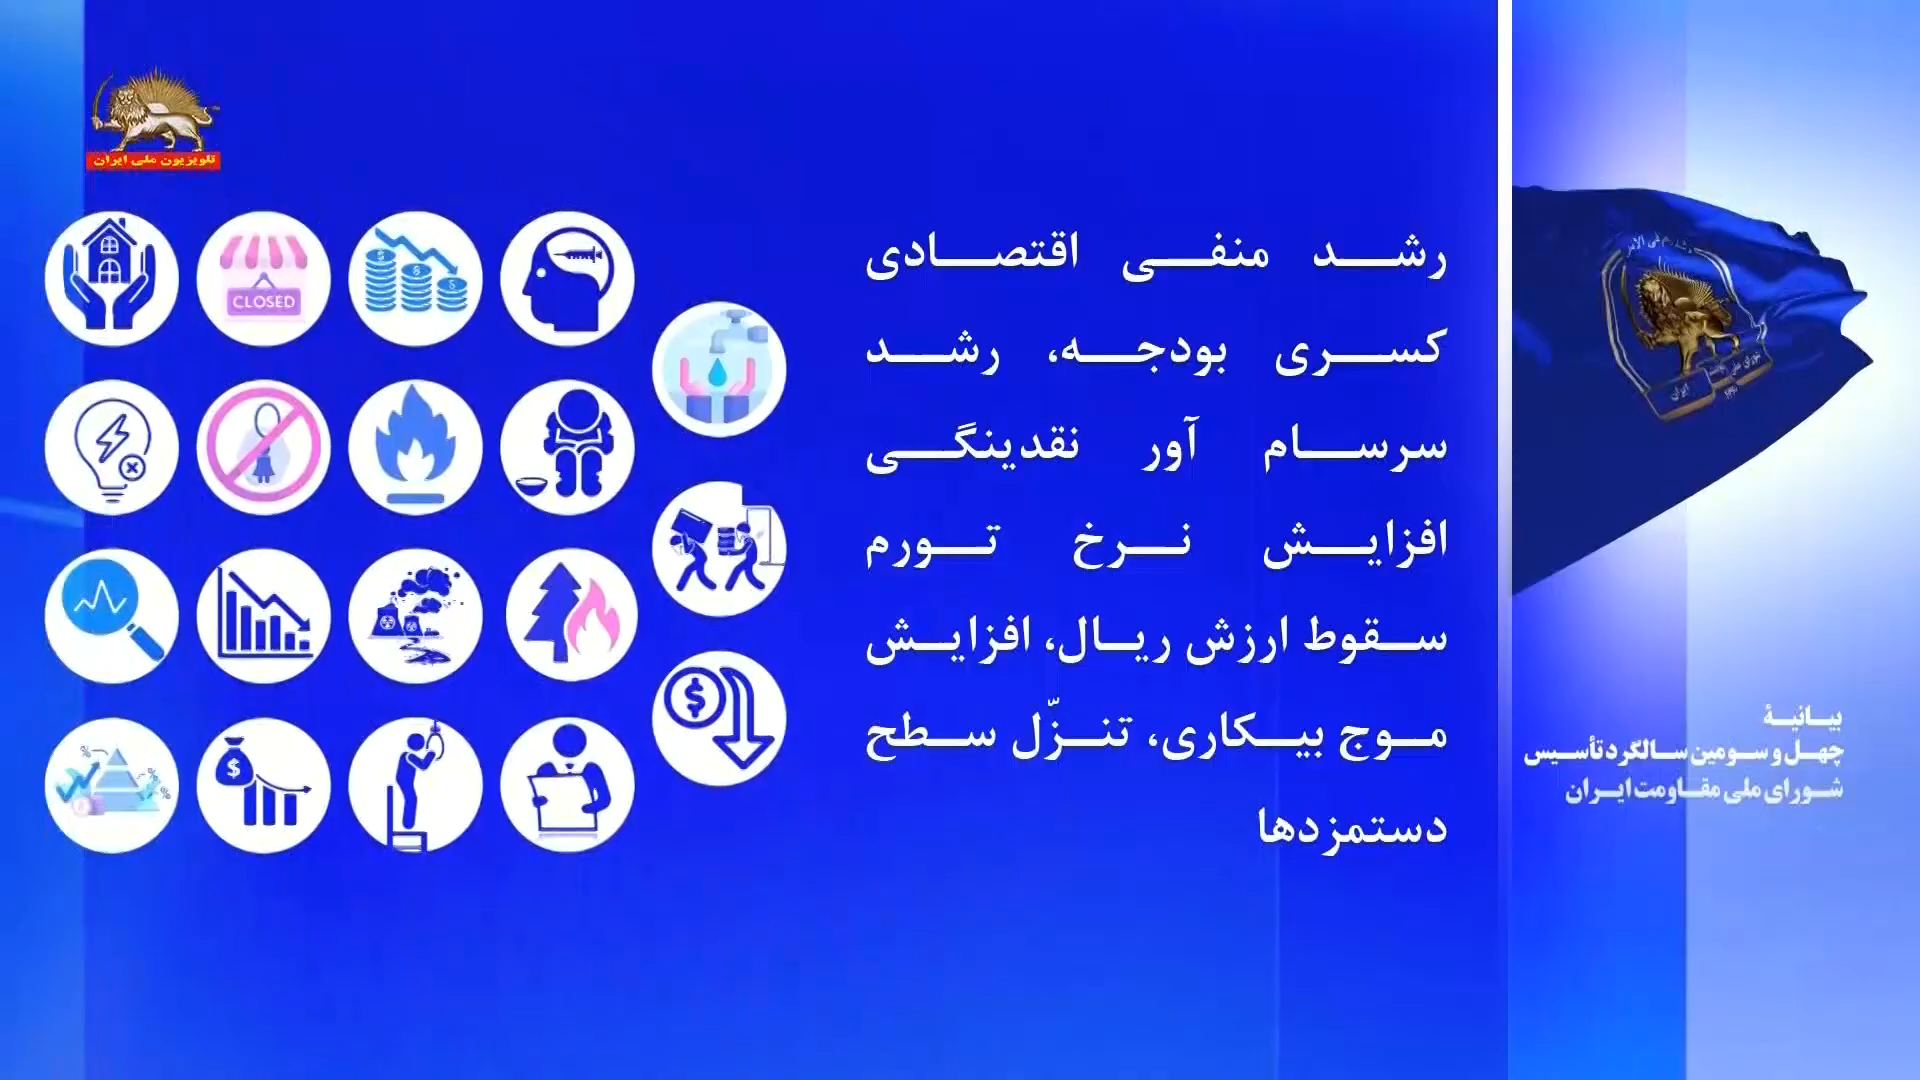 تلویزیون ملی ایران
رشد منفی اقتصادی
کسری بودجه، رشد
سرسام آور نقدینگی
افزایش نرخ تورم
سقوط ارزش ریال، افزایش
موج بیکاری، تنزّل سطح
دستمزدها
CLOSED
بیانیهٔ
چهل و سومین سالگرد تأسیس
شورای ملی مقاومت ایران